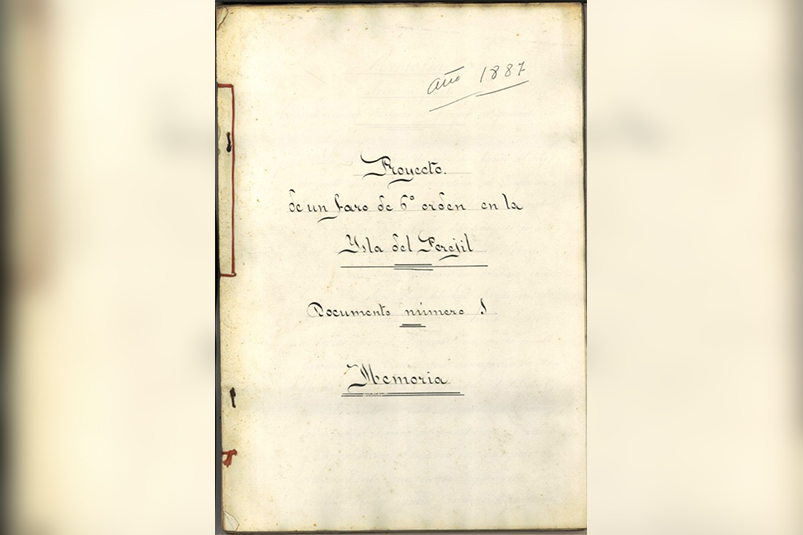 año 1887
Proyecto.
de un faro de 6º orden en la
Ysla del Perejil
Documento número 1
Memoria